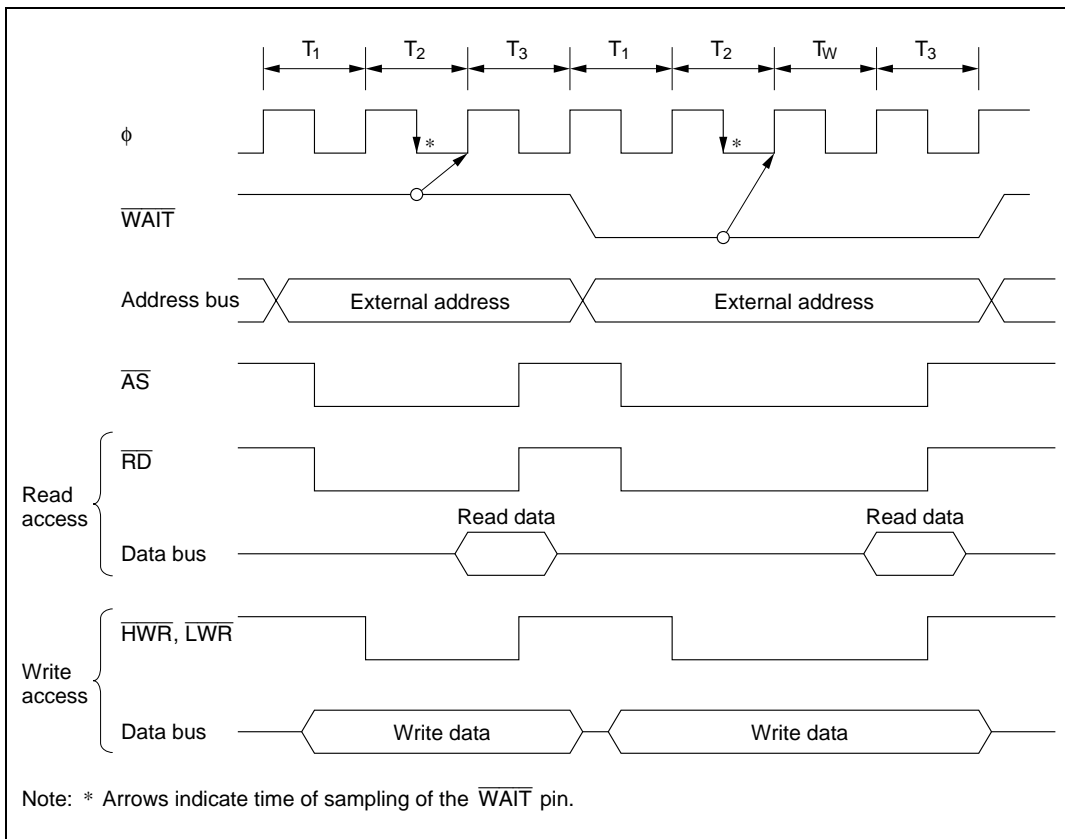 T1 T2 T3 T1 T2 TW T3
ϕ
*
*
WAIT
Address bus
External address
External address
AS
RD
Read access
Read data
Read data
Data bus
HWR, LWR
Write access
Data bus
Write data
Write data
Note: * Arrows indicate time of sampling of the WAIT pin.